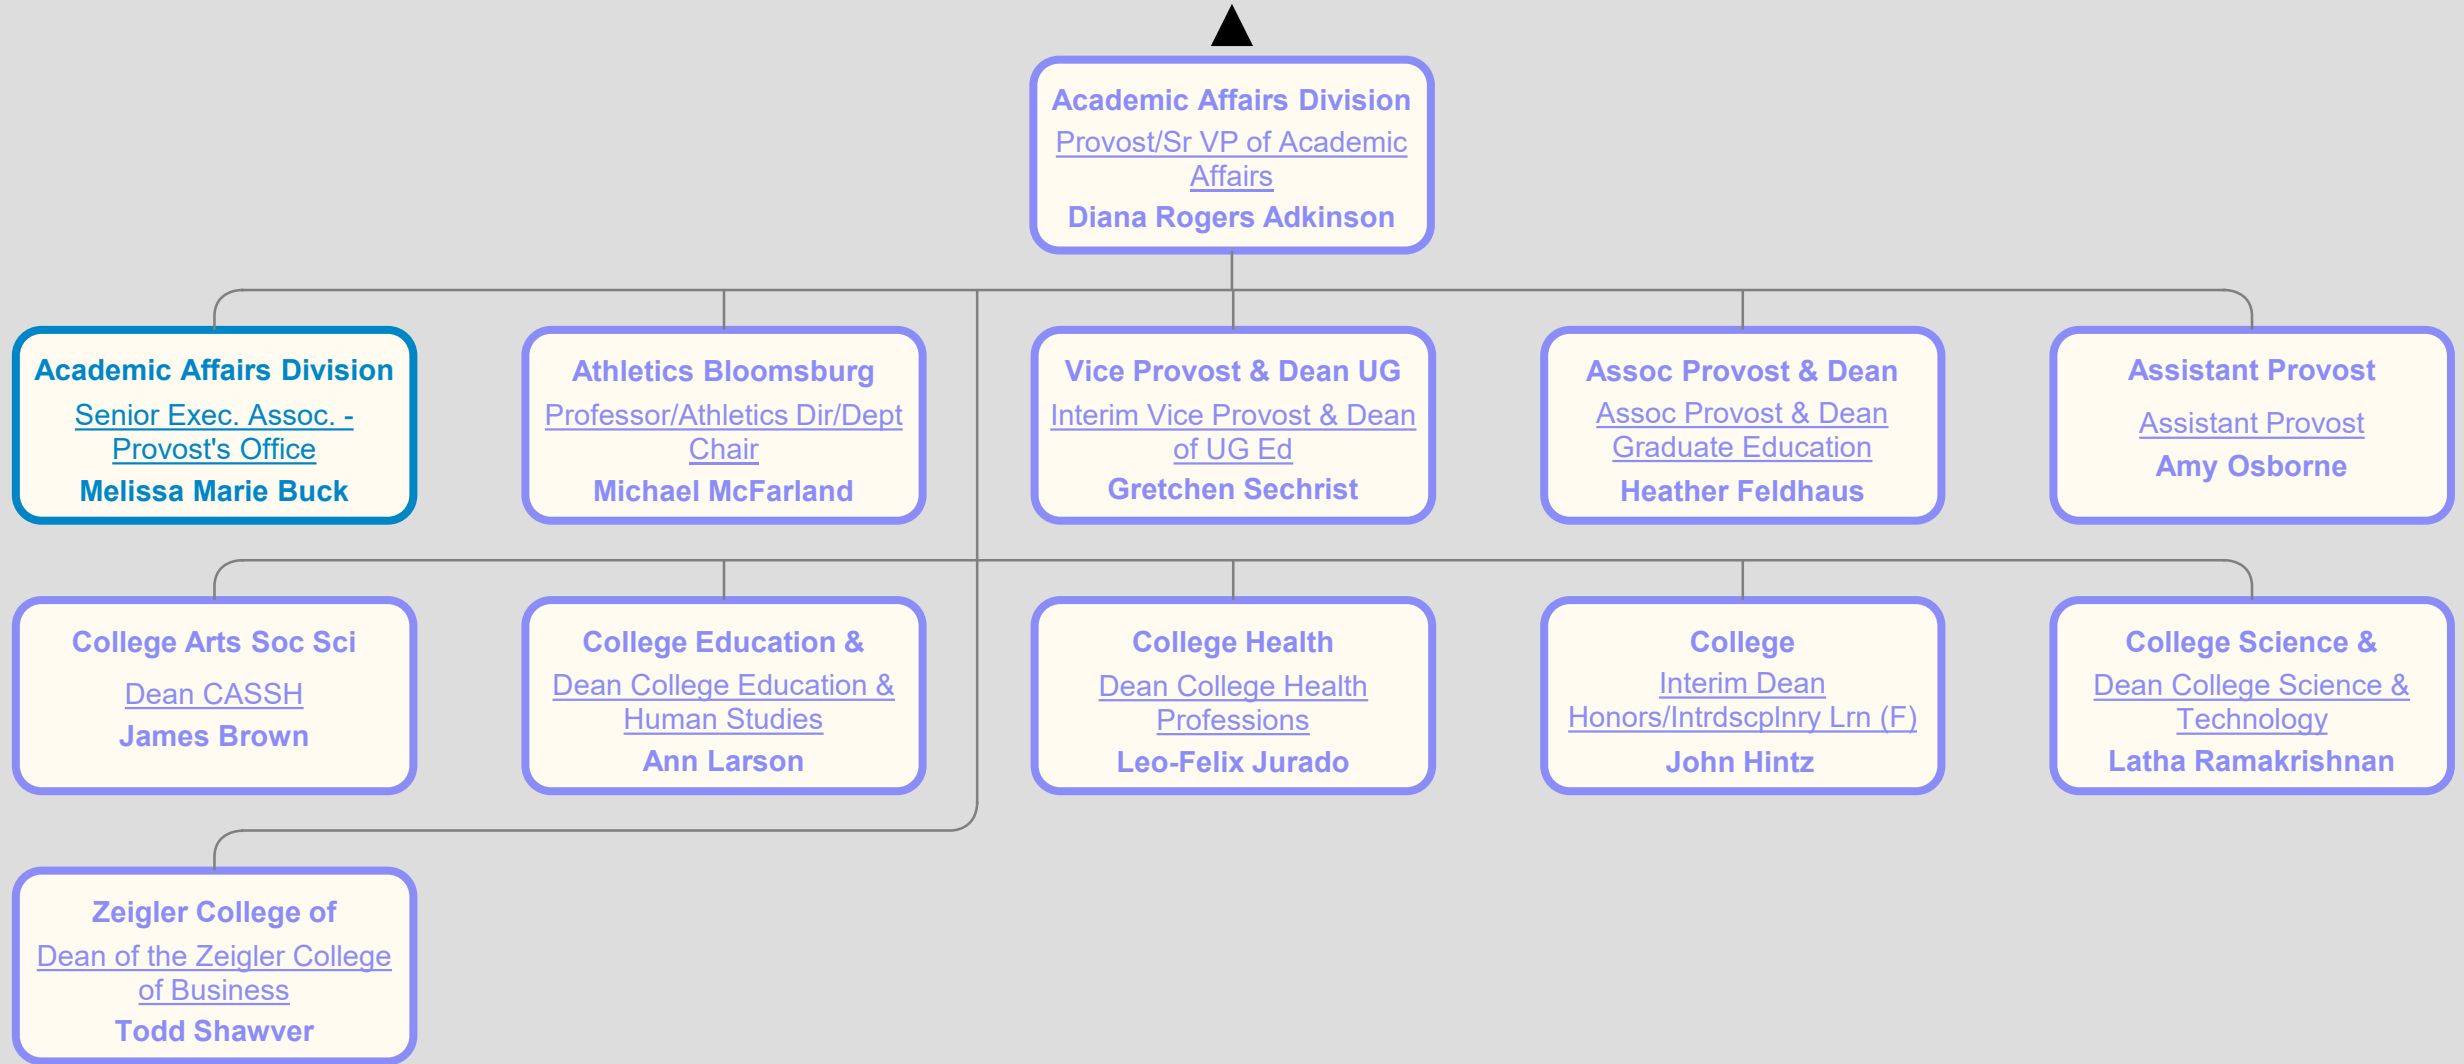 Academic Affairs Division
Provost/Sr VP of Academic
Affairs
Diana Rogers Adkinson
Academic Affairs Division
Senior Exec. Assoc. -
Provost's Office
Melissa Marie Buck
Athletics Bloomsburg
Professor/Athletics Dir/Dept
Chair
Michael McFarland
Vice Provost & Dean UG
Interim Vice Provost & Dean
of UG Ed
Gretchen Sechrist
Assoc Provost & Dean
Assoc Provost & Dean
Graduate Education
Heather Feldhaus
Assistant Provost
Assistant Provost
Amy Osborne
College Arts Soc Sci
Dean CASSH
James Brown
College Education &
Dean College Education &
Human Studies
Ann Larson
College Health
Dean College Health
Professions
Leo-Felix Jurado
College
Interim Dean
Honors/Intrdscplnry Lrn (F)
John Hintz
College Science &
Dean College Science &
Technology
Latha Ramakrishnan
Zeigler College of
Dean of the Zeigler College
of Business
Todd Shawver